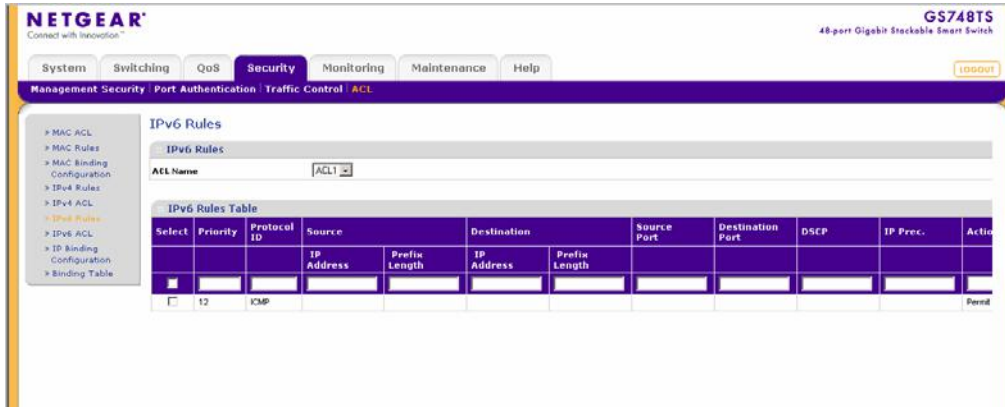 NETGEAR
Connect with Innovation™
GS748TS
48-port Gigabit Stackable Smart Switch
System Switching QoS Security Monitoring Maintenance Help
LOGOUT
Management Security Port Authentication Traffic Control ACL
MAC ACL
MAC Rules
MAC Binding
Configuration
IPv4 Rules
IPv4 ACL
IPv6 Rules
IPv6 ACL
IP Binding
Configuration
Binding Table
IPv6 Rules
IPv6 Rules
ACL Name ACL1
IPv6 Rules Table
Select Priority Protocol ID Source Destination Source Port Destination Port DSCP IP Prec. Actio
IP Address Prefix Length IP Address Prefix Length
12 ICMP Permit